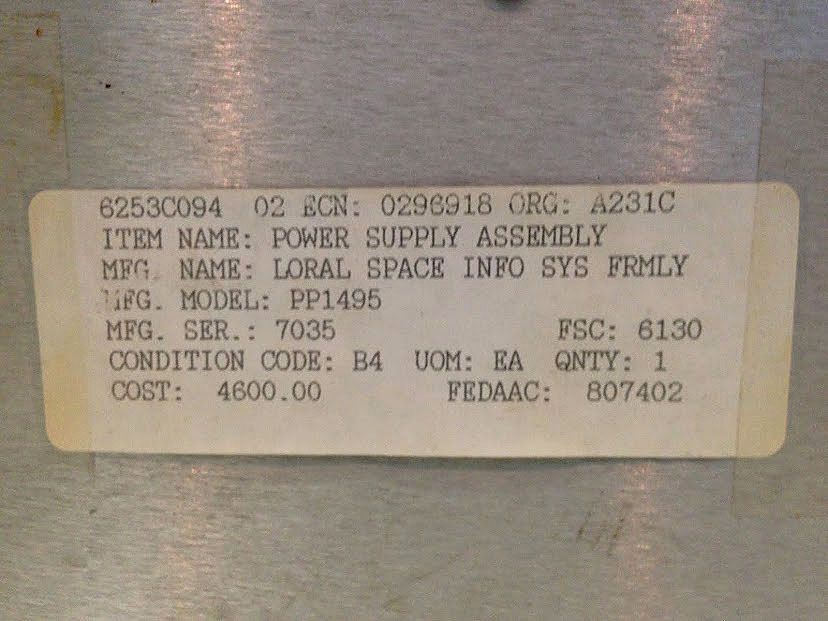 6253C094 02 ECN: 0296918 ORG: A231C
ITEM NAME: POWER SUPPLY ASSEMBLY
MFG. NAME: LORAL SPACE INFO SYS FRMLY
MFG. MODEL: PP1495
MFG. SER.: 7035 FSC: 6130
CONDITION CODE: B4 UOM: EA QNTY: 1
COST: 4600.00 FEDAAC: 807402